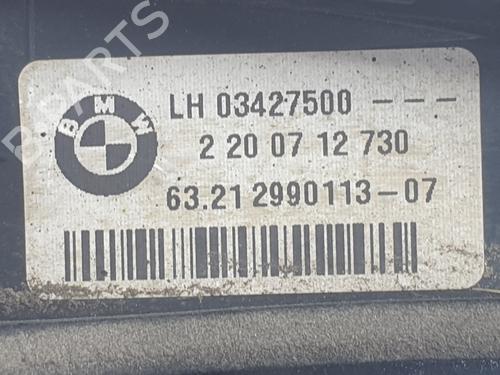 B-PARTS
BMW
LH 03427500 ---
2 20 07 12 730
63.21 2990113-07